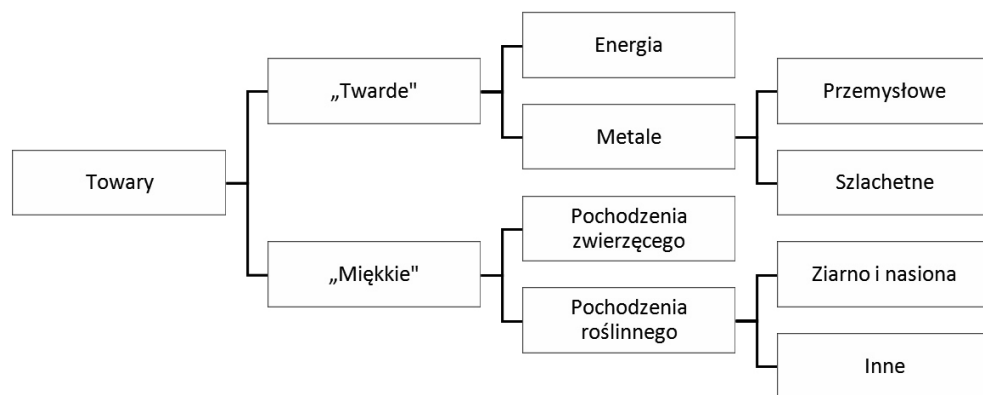 Towary
„Twarde"
Energia
Metale
Przemysłowe
Szlachetne
„Miękkie"
Pochodzenia
zwierzęcego
Pochodzenia
roślinnego
Ziarno i nasiona
Inne